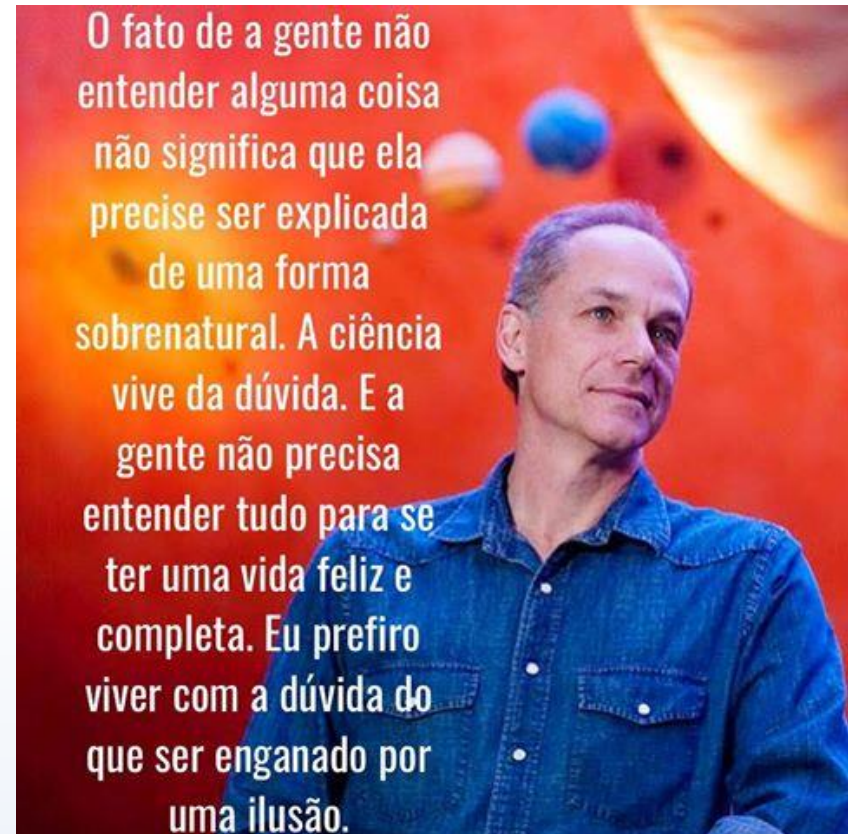 O fato de a gente não
entender alguma coisa
não significa que ela
precise ser explicada
de uma forma
sobrenatural. A ciência
vive da dúvida. E a
gente não precisa
entender tudo para se
ter uma vida feliz e
completa. Eu prefiro
viver com a dúvida do
que ser enganado por
uma ilusão.